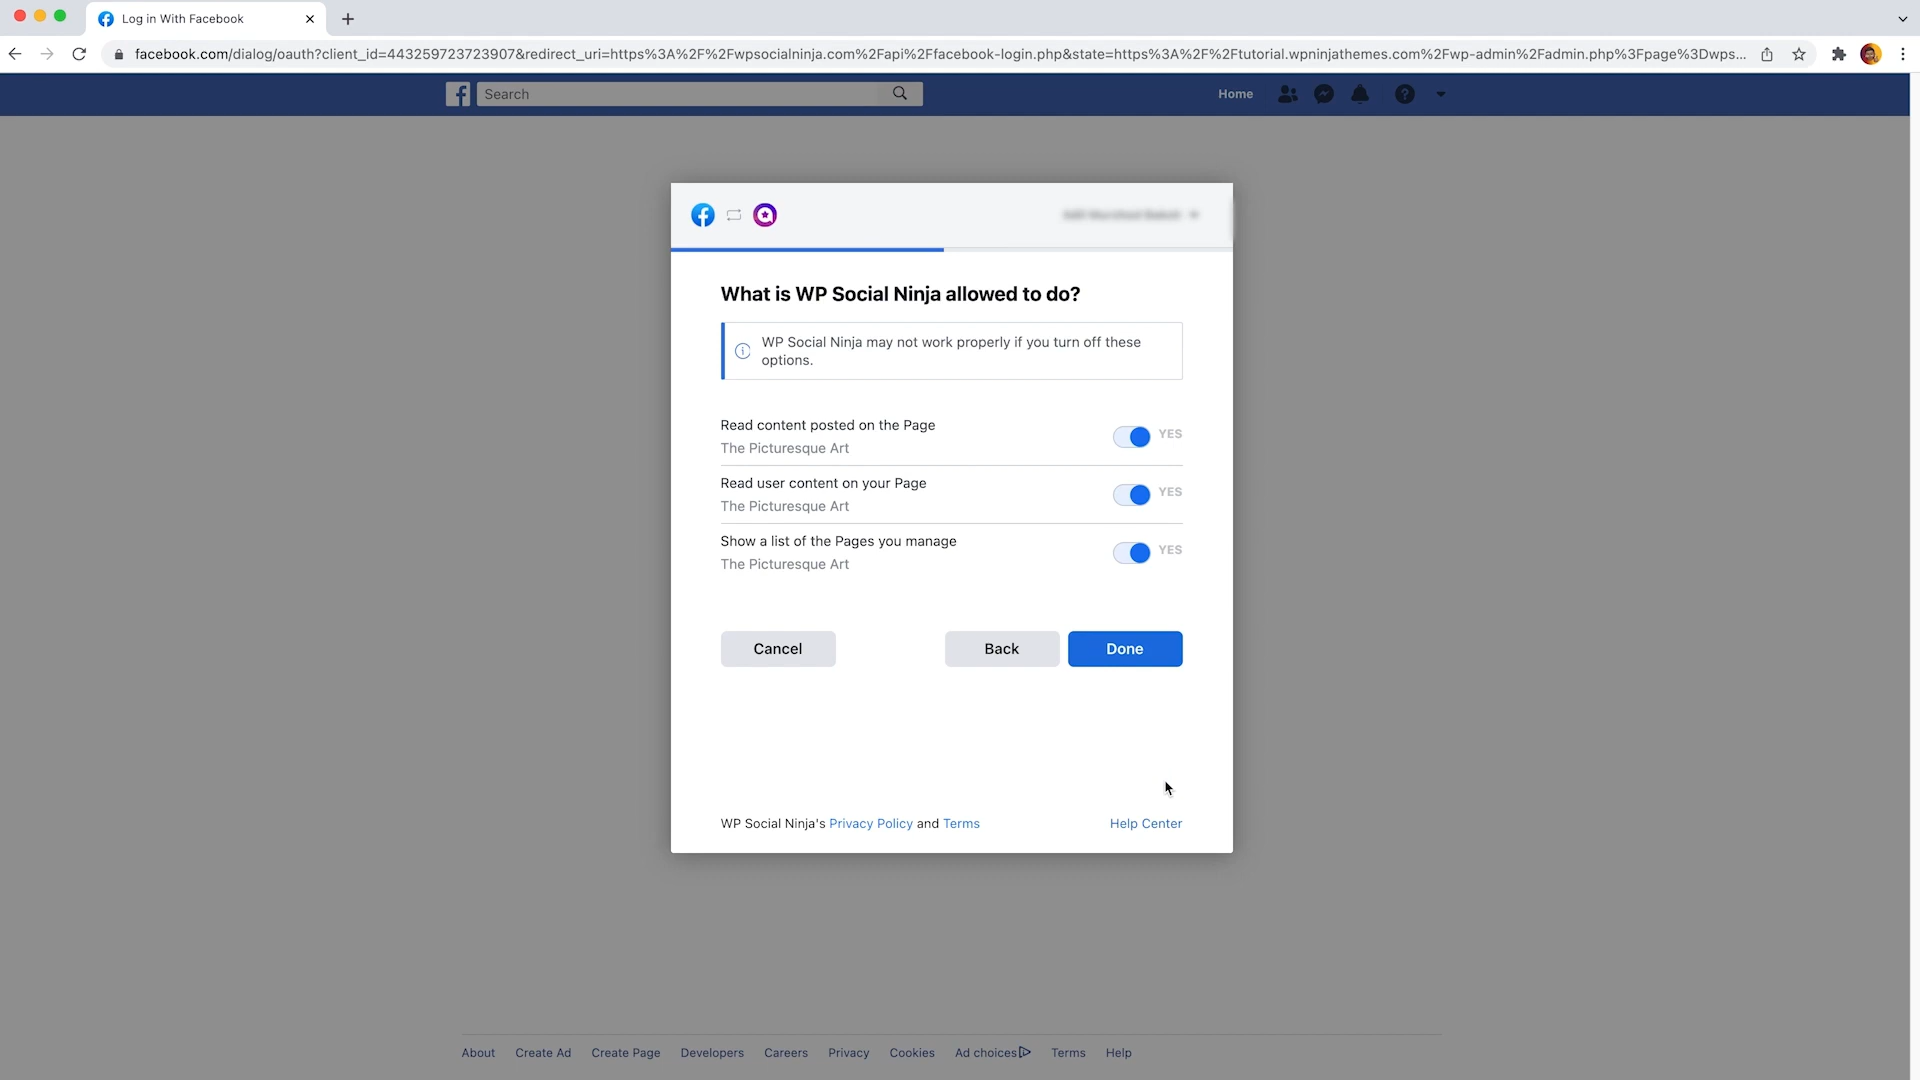 Log in With Facebook
facebook.com/dialog/oauth?client_id=443259723723907&redirect_uri=https%3A%2F%2Fwpsocialninja.com%2Fapi%2Ffacebook-login.php&state=https%3A%2F%2Ftutorial.wpninjathemes.com%2Fwp-admin%2Fadmin.php%3Fpage%3Dwps...
Search
Home
What is WP Social Ninja allowed to do?
WP Social Ninja may not work properly if you turn off these
options.
Read content posted on the Page
YES
The Picturesque Art
Read user content on your Page
YES
The Picturesque Art
Show a list of the Pages you manage
YES
The Picturesque Art
Cancel
Back
Done
WP Social Ninja's Privacy Policy and Terms
Help Center
About
Create Ad
Create Page
Developers
Careers
Privacy
Cookies
Ad choices
Terms
Help